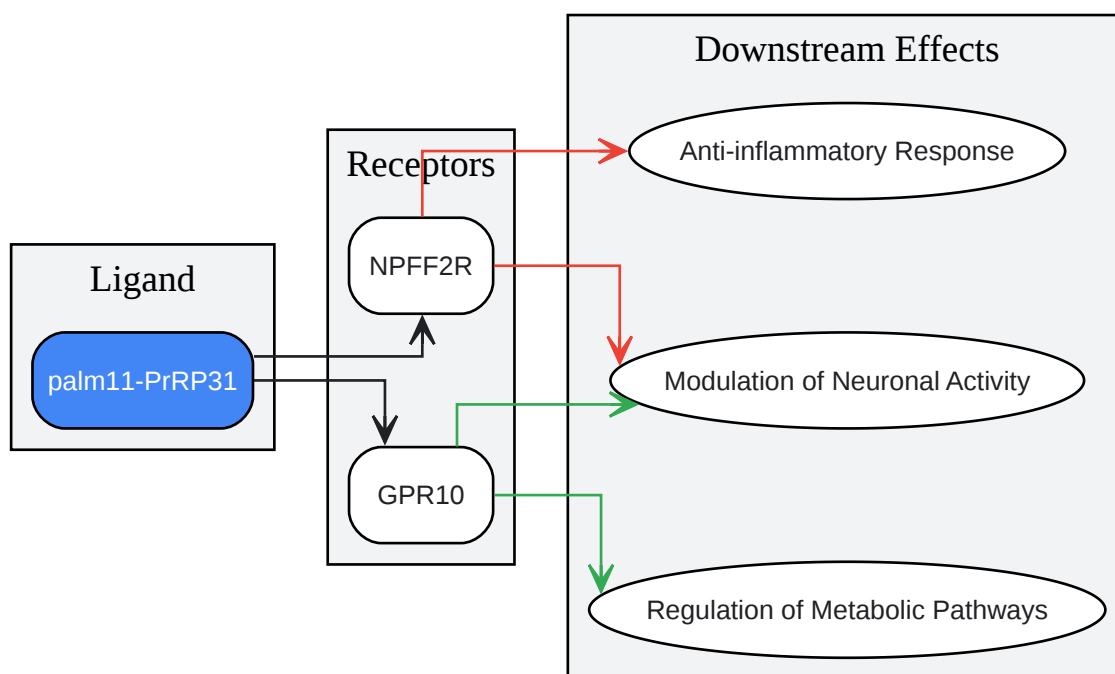 Ligand
palm11-PrRP31
Receptors
NPFF2R
GPR10
Downstream Effects
Anti-inflammatory Response
Modulation of Neuronal Activity
Regulation of Metabolic Pathways